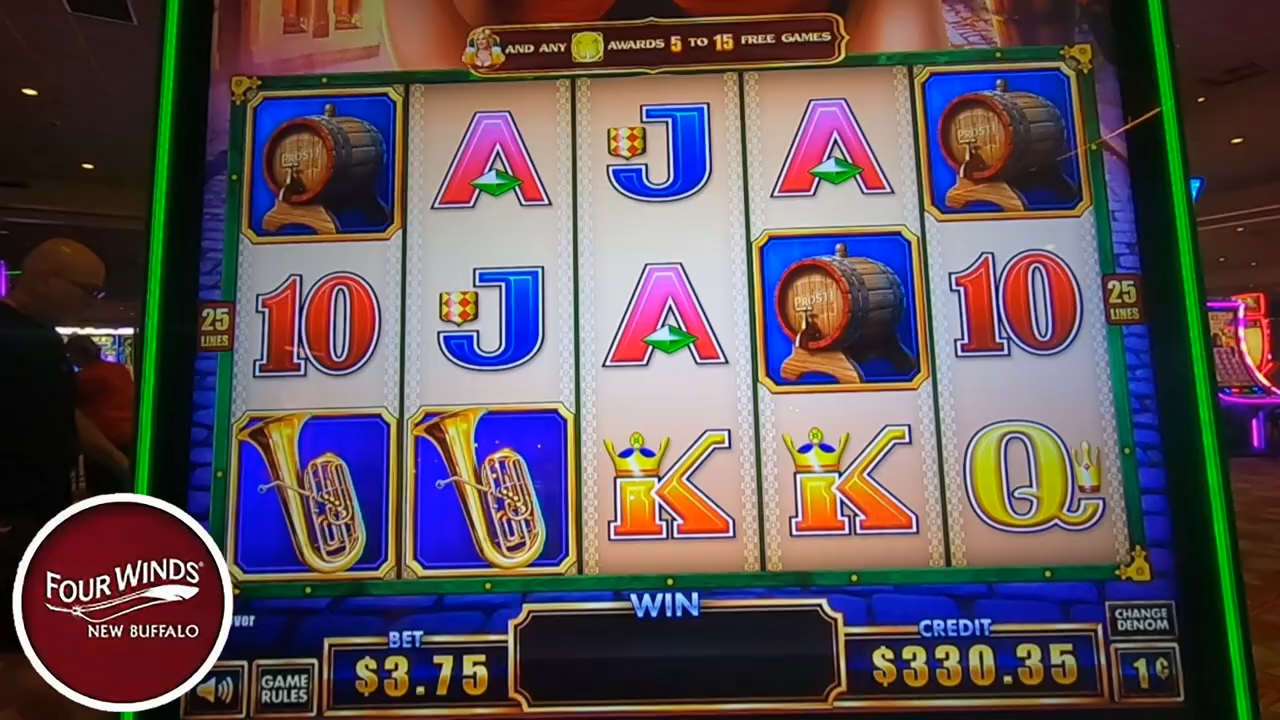 AND ANY AWARDS 5 TO 15 FREE GAMES
PROST!
A
J
A
PROST!
25
LINES
10
J
A
PROST!
10
25
LINES
K
K
Q
FOUR WINDS®
NEW BUFFALO
WIN
BET
$3.75
CREDIT
$330.35
CHANGE
DENOM
1¢
GAME
RULES